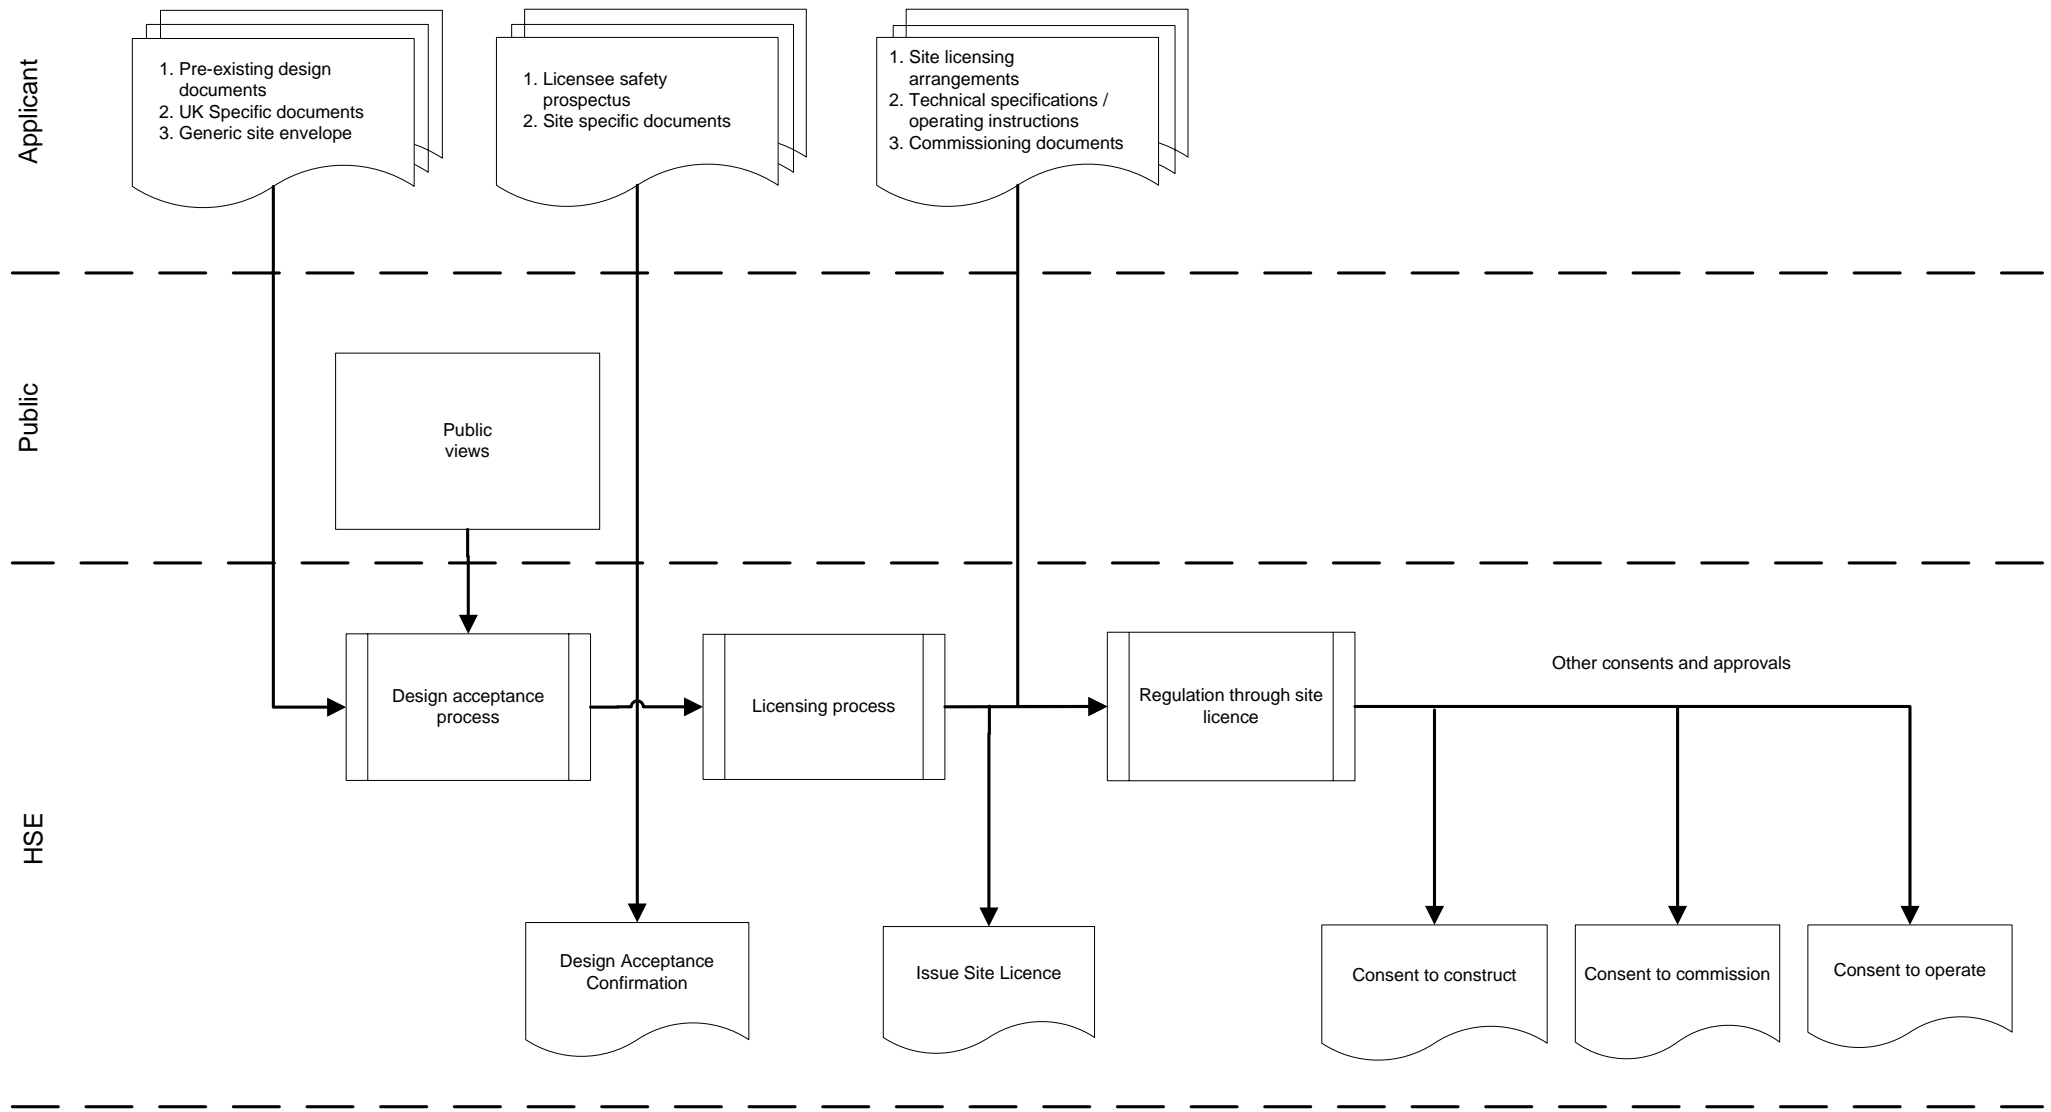 Applicant
1. Pre-existing design
documents
2. UK Specific documents
3. Generic site envelope
1. Licensee safety
prospectus
2. Site specific documents
1. Site licensing
arrangements
2. Technical specifications /
operating instructions
3. Commissioning documents
Public
Public
views
HSE
Design acceptance
process
Licensing process
Regulation through site
licence
Other consents and approvals
Design Acceptance
Confirmation
Issue Site Licence
Consent to construct
Consent to commission
Consent to operate